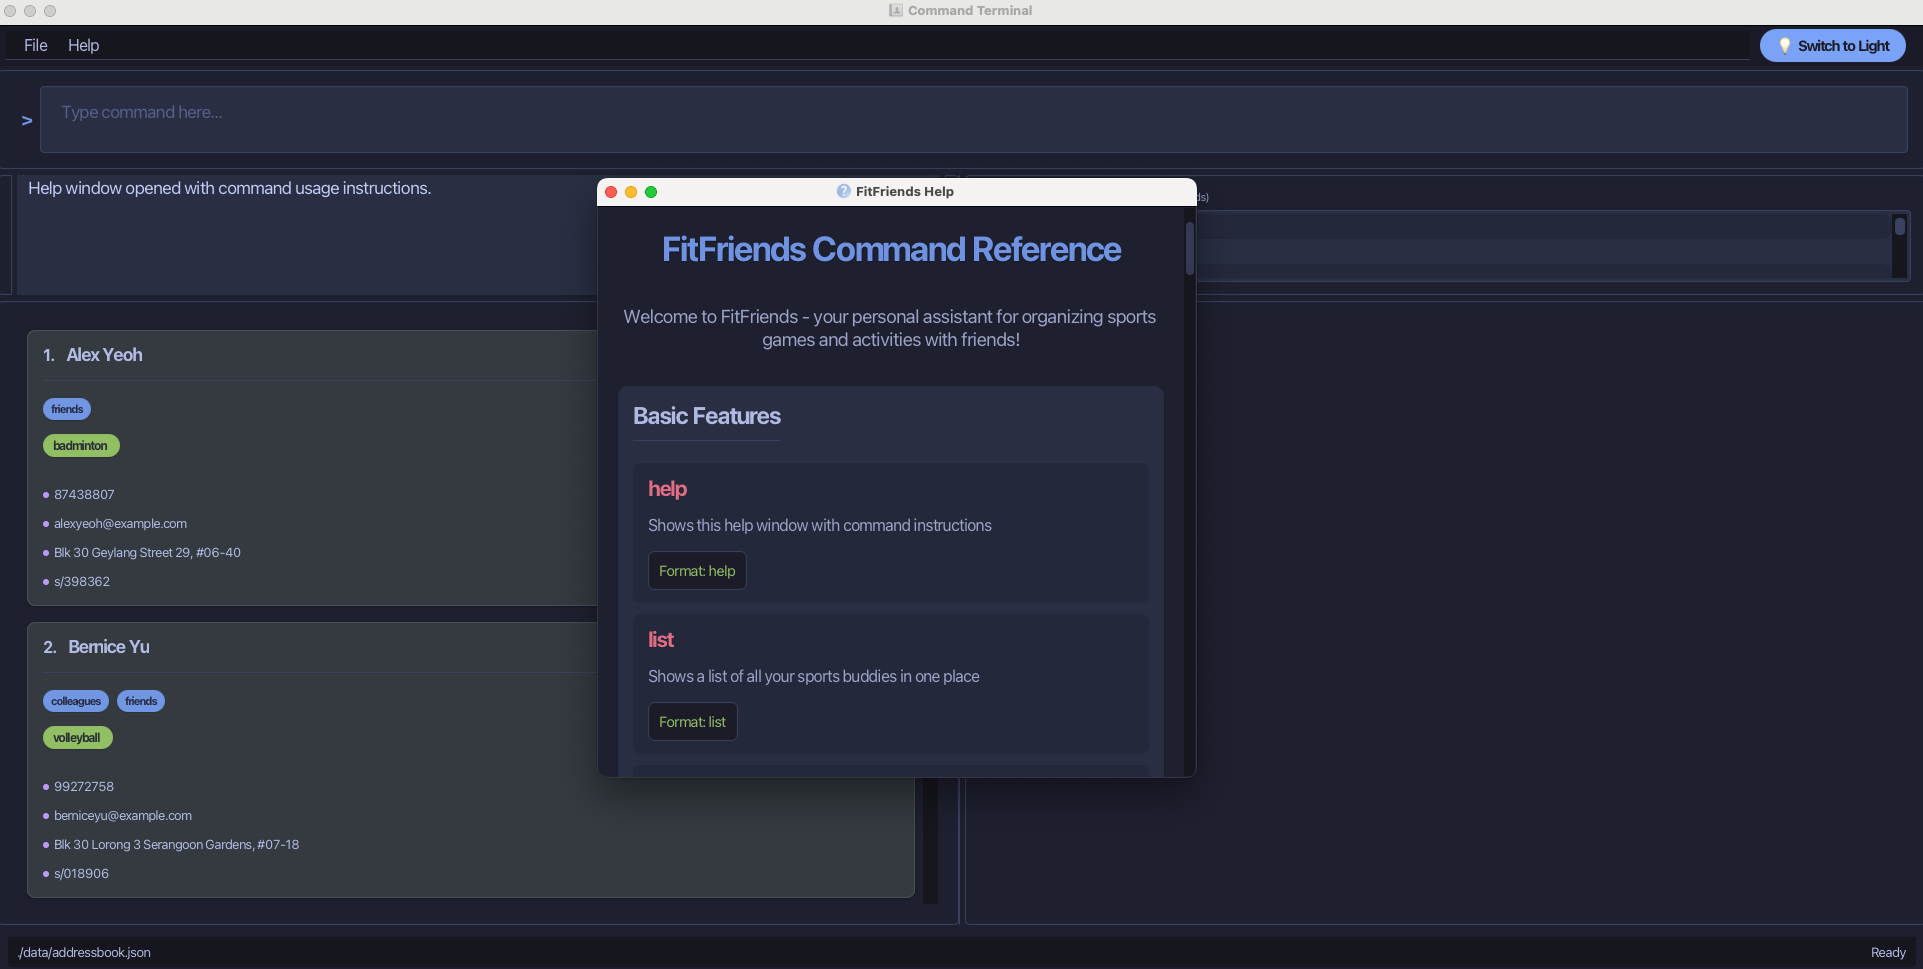 Command Terminal
File Help
💡 Switch to Light
> Type command here...
Help window opened with command usage instructions.
ds)
1. Alex Yeoh
friends
badminton
87438807
alexyeoh@example.com
Blk 30 Geylang Street 29, #06-40
s/398362
2. Bernice Yu
colleagues friends
volleyball
99272758
berniceyu@example.com
Blk 30 Lorong 3 Serangoon Gardens, #07-18
s/018906
? FitFriends Help
FitFriends Command Reference
Welcome to FitFriends - your personal assistant for organizing sports
games and activities with friends!
Basic Features
help
Shows this help window with command instructions
Format: help
list
Shows a list of all your sports buddies in one place
Format: list
./data/addressbook.json
Ready